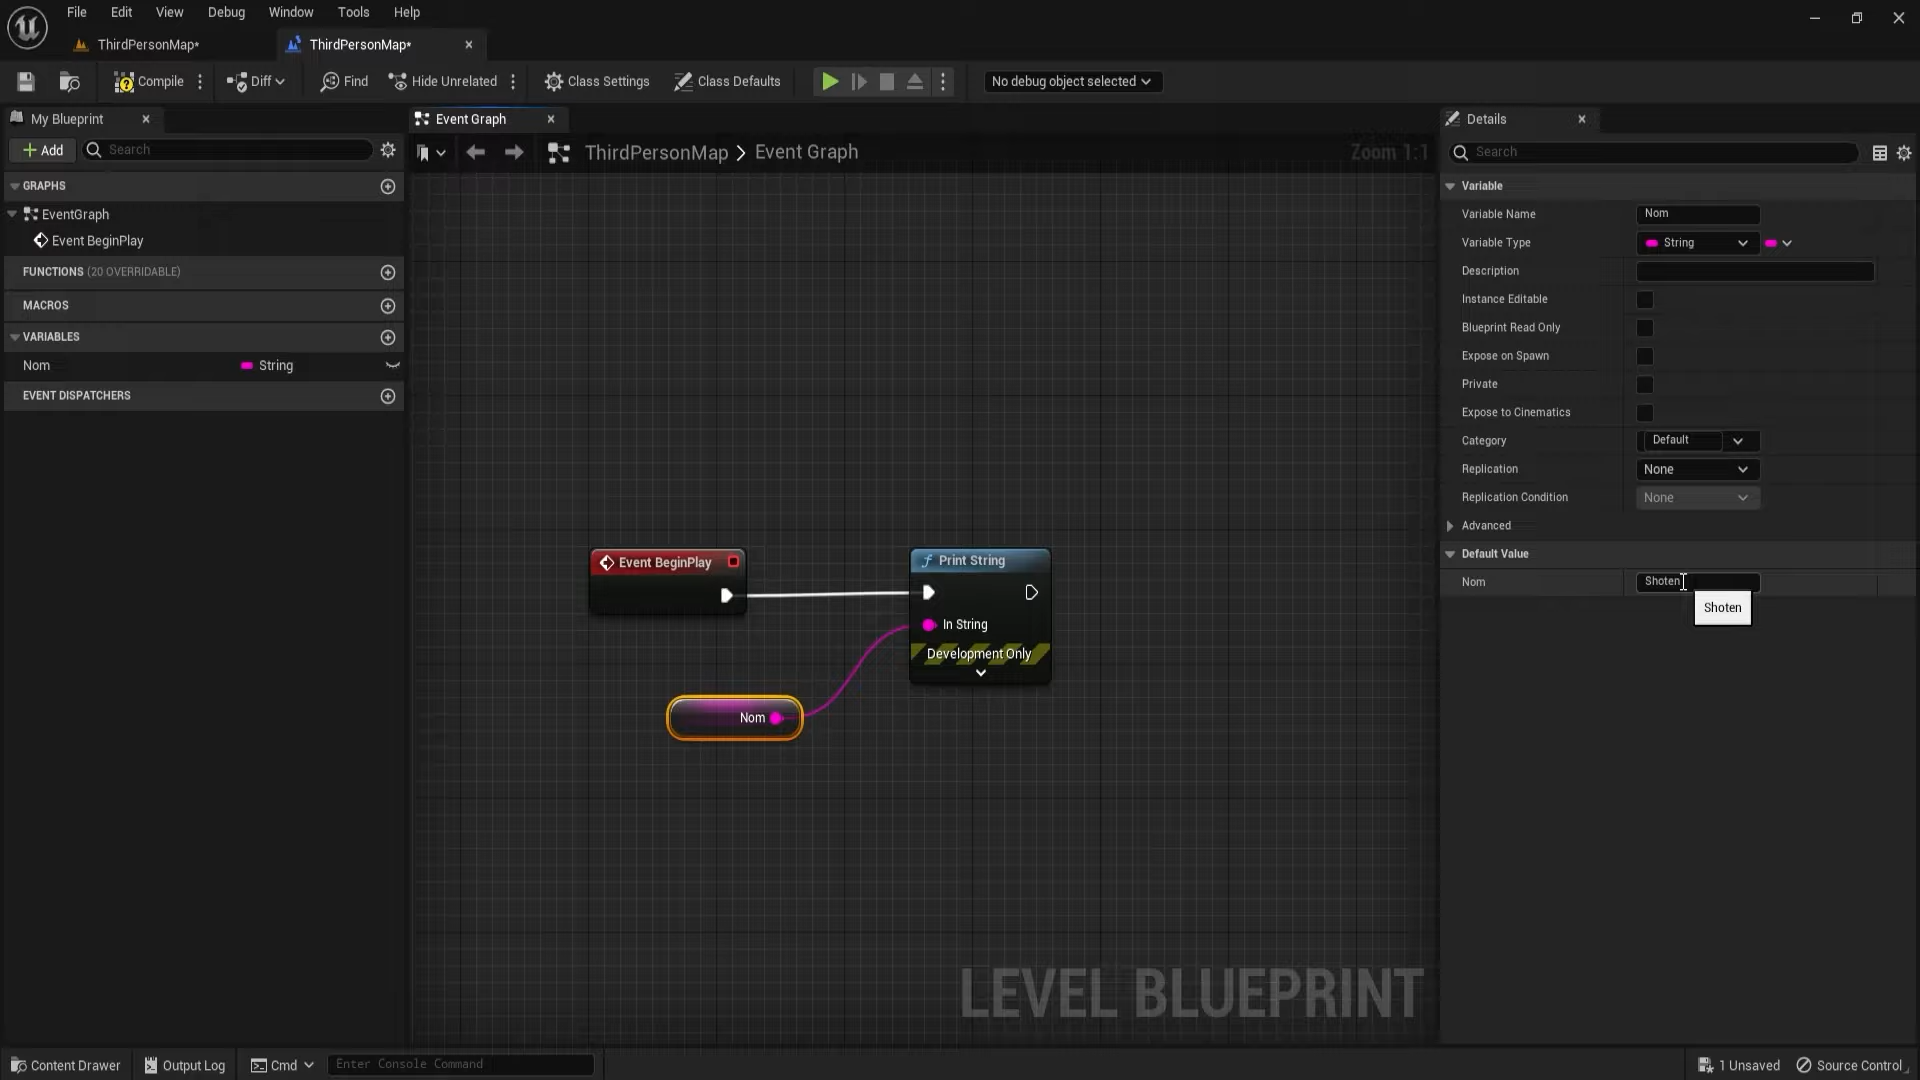 File Edit View Debug Window Tools Help
ThirdPersonMap* ThirdPersonMap*
Compile Diff Find Hide Unrelated Class Settings Class Defaults No debug object selected
My Blueprint
Event Graph
Details
+ Add Search
ThirdPersonMap > Event Graph
Zoom 1:1
Search
GRAPHS
EventGraph
Event BeginPlay
FUNCTIONS (20 OVERRIDABLE)
MACROS
VARIABLES
Nom String
EVENT DISPATCHERS
Event BeginPlay
Print String
In String
Development Only
Nom
LEVEL BLUEPRINT
Variable
Variable Name Nom
Variable Type String
Description
Instance Editable
Blueprint Read Only
Expose on Spawn
Private
Expose to Cinematics
Category Default
Replication None
Replication Condition None
Advanced
Default Value
Nom Shoten
Shoten
Content Drawer Output Log Cmd Enter Console Command 1 Unsaved Source Control